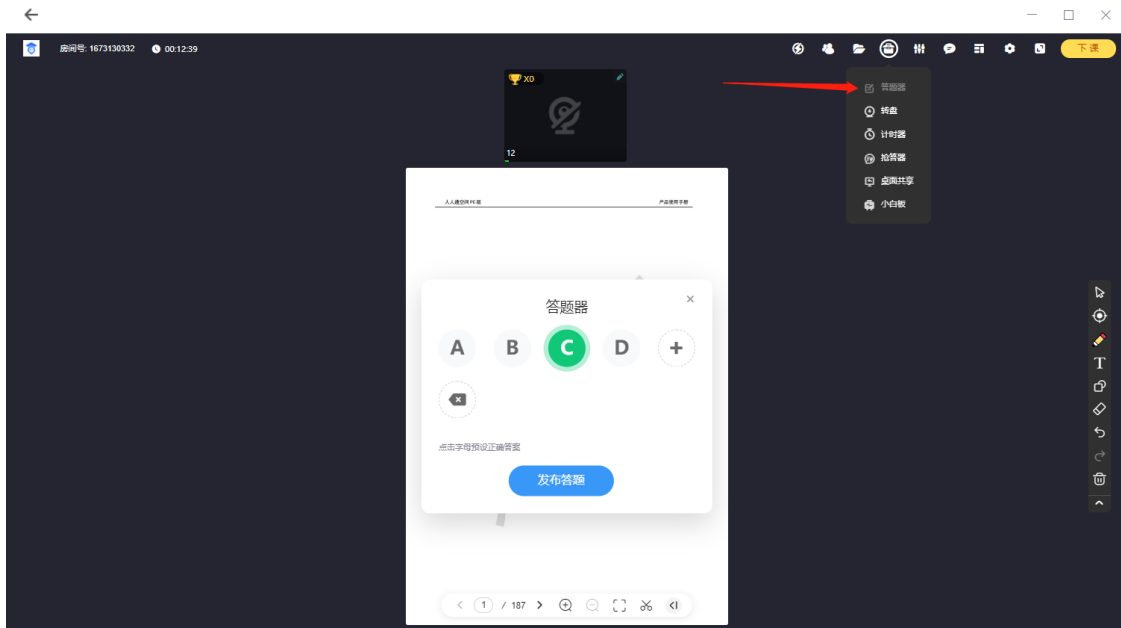 房间号: 1673130332 00:12:39
下课
X0
12
答题器
转盘
计时器
抢答器
桌面共享
小白板
人人通空间 PC 端 产品使用手册
答题器
A B C D
点击字母预设正确答案
发布答题
T
1 / 187